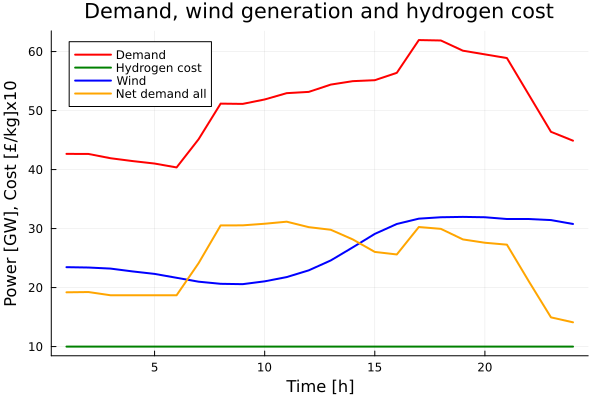 Demand, wind generation and hydrogen cost
Power [GW], Cost [£/kg]x10
60
50
40
30
20
10
Demand
Hydrogen cost
Wind
Net demand all
5
10
15
20
Time [h]